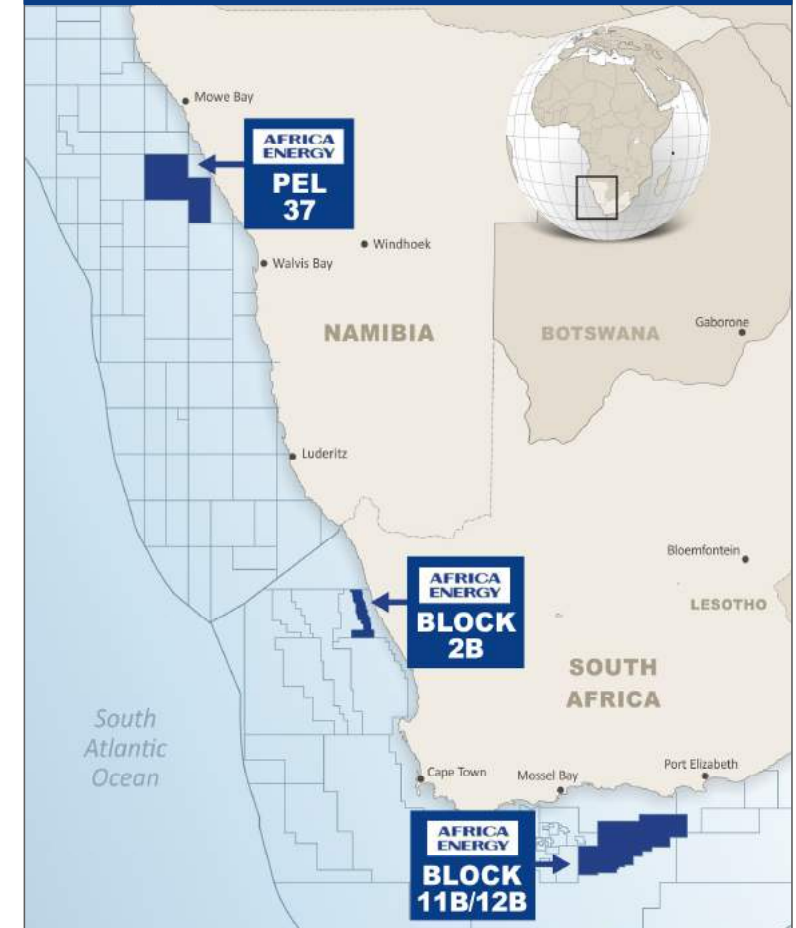 Mowe Bay
AFRICA
ENERGY
PEL
37
Windhoek
Walvis Bay
NAMIBIA
BOTSWANA
Gaborone
Luderitz
Bloemfontein
AFRICA
ENERGY
BLOCK
2B
LESOTHO
SOUTH
AFRICA
South
Atlantic
Ocean
Cape Town
Mossel Bay
Port Elizabeth
AFRICA
ENERGY
BLOCK
11B/12B